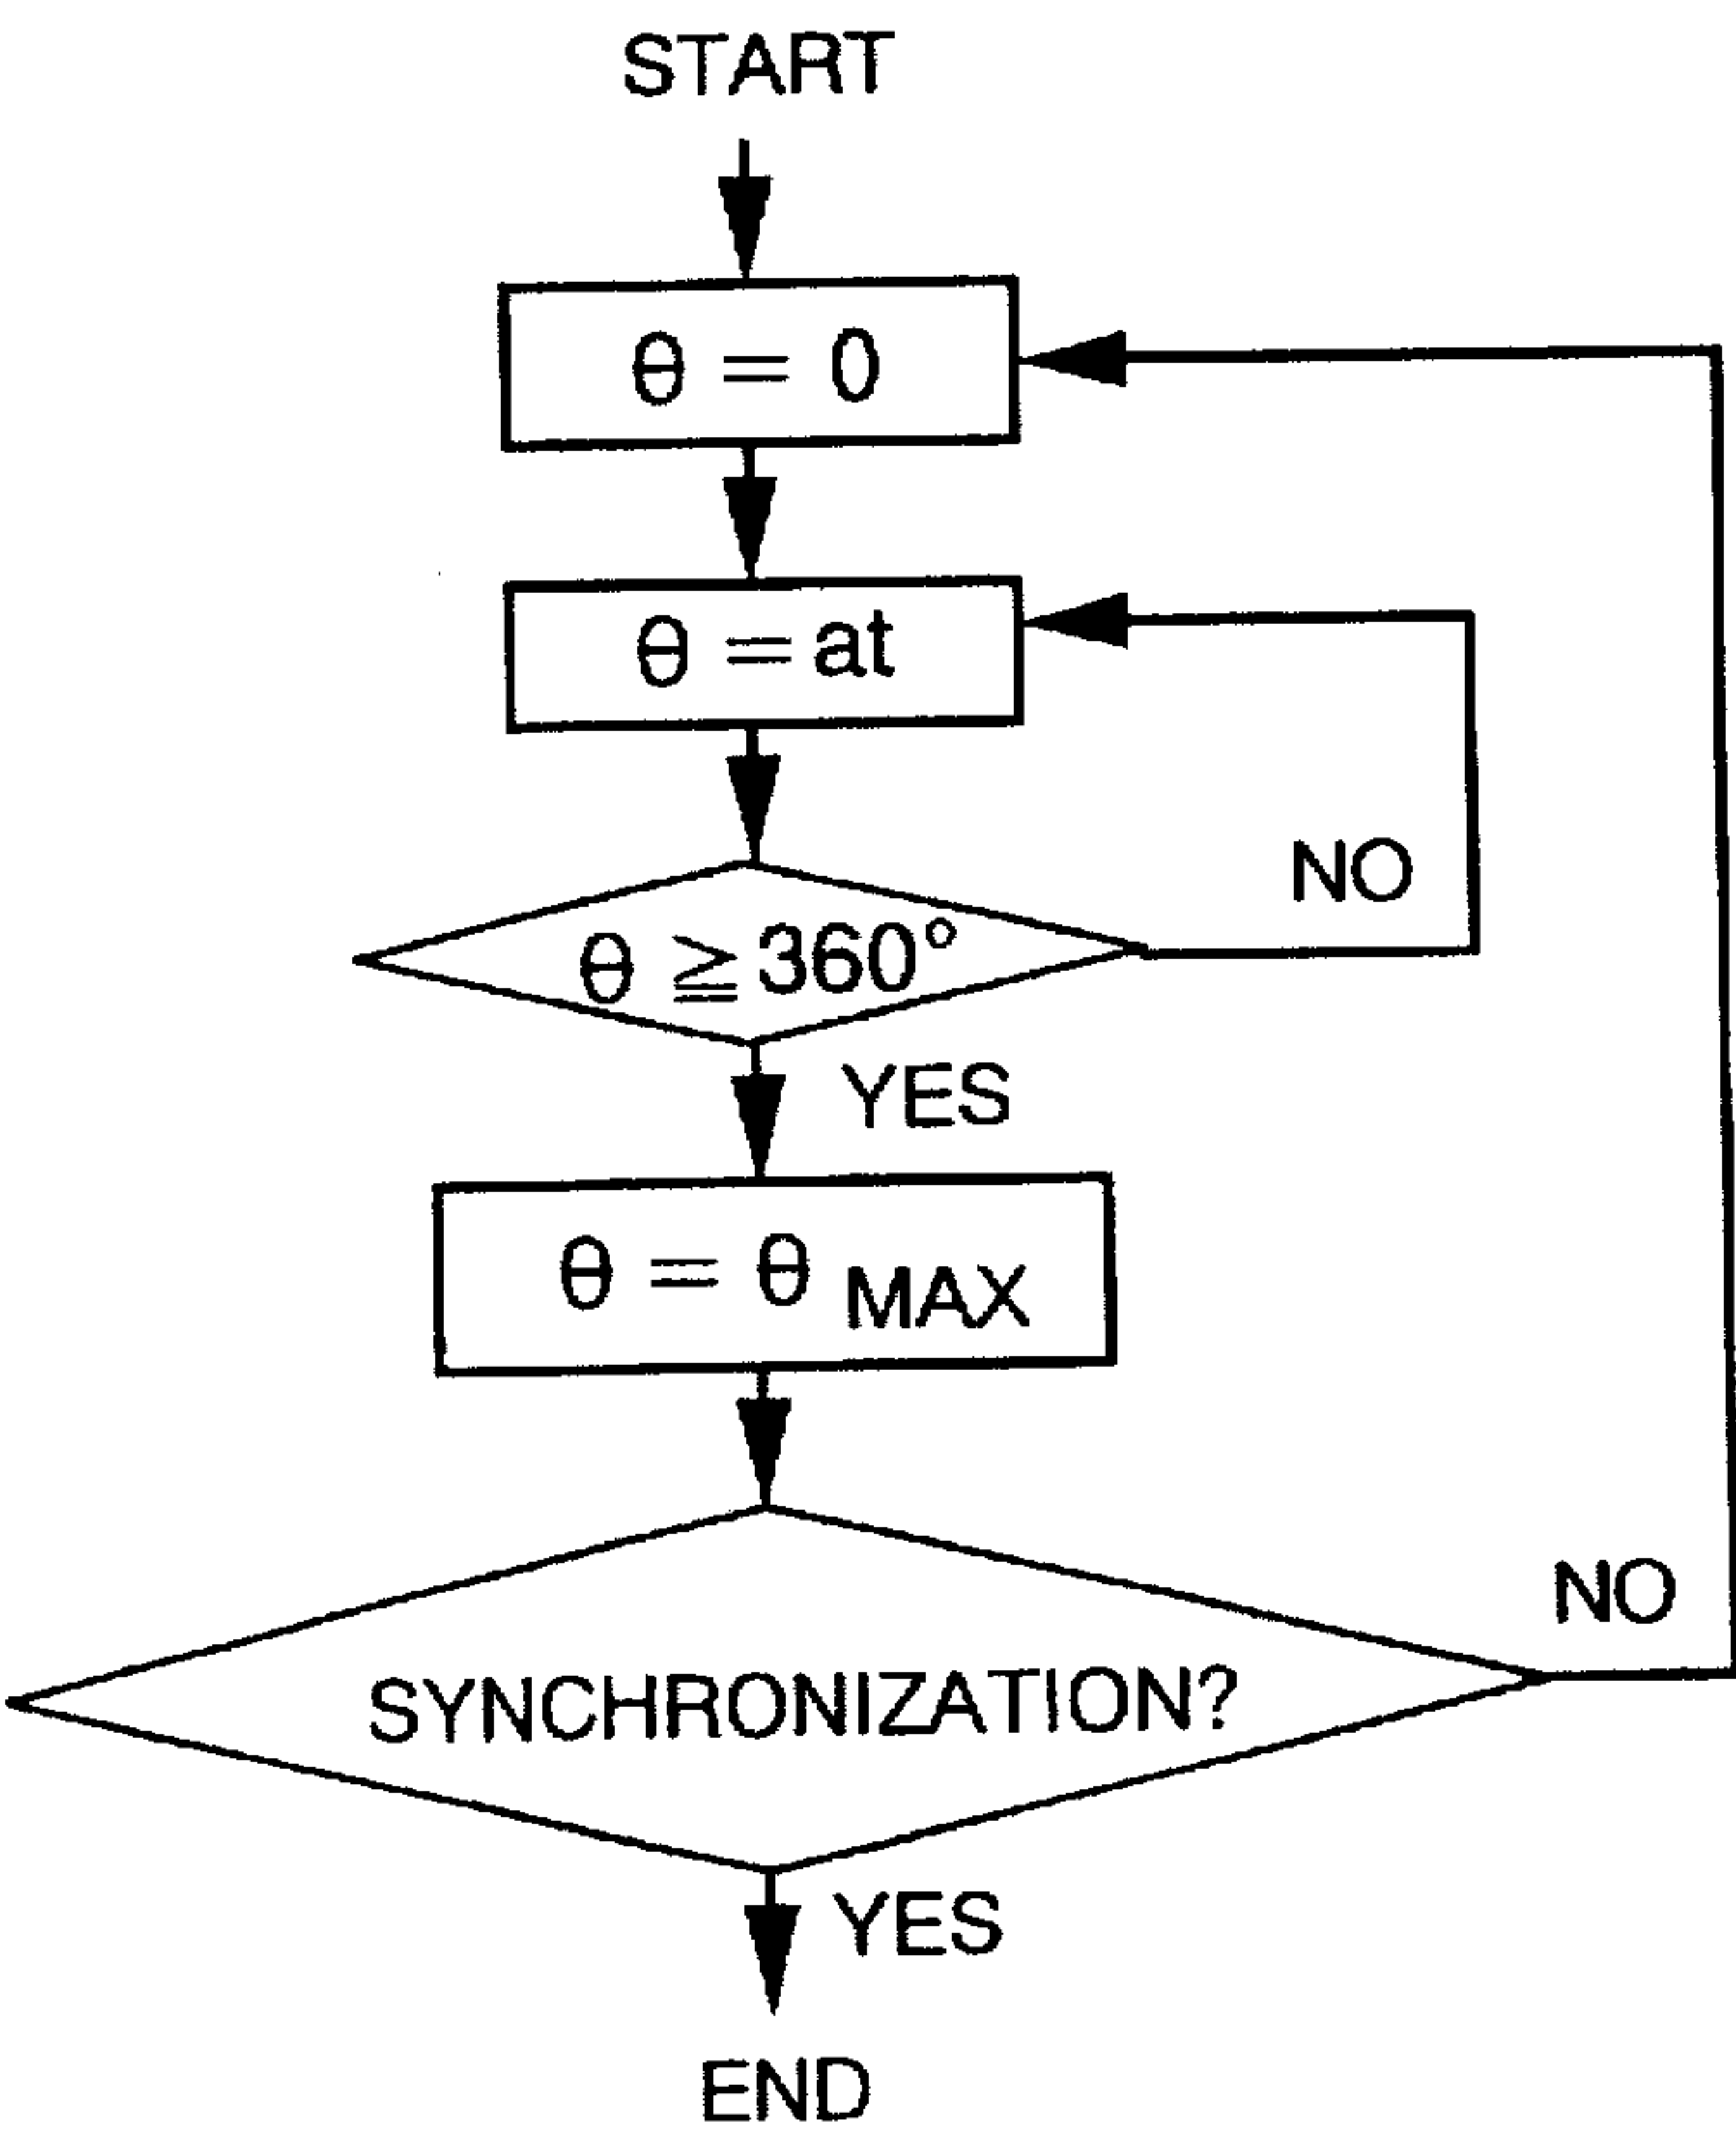 START
θ = 0
θ = at
θ ≧ 360°
NO
YES
θ = θ MAX
SYNCHRONIZATION?
NO
YES
END